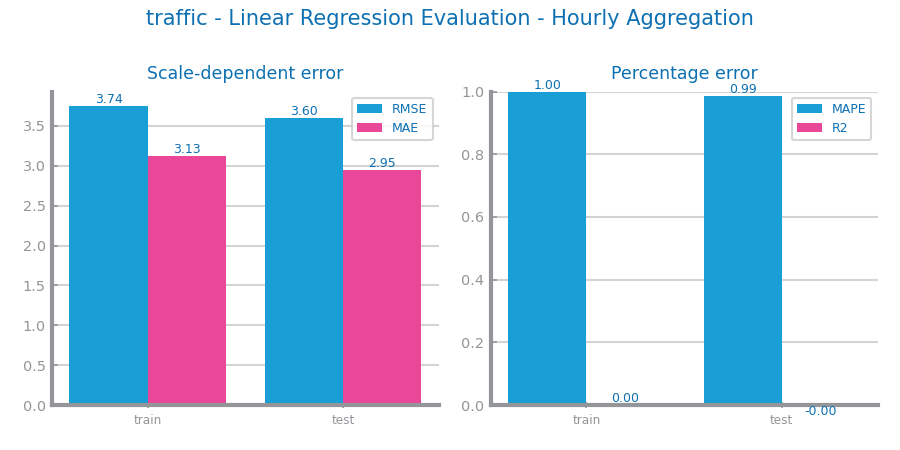 traffic - Linear Regression Evaluation - Hourly Aggregation
Scale-dependent error
3.74
3.60
RMSE
MAE
3.13
2.95
3.5
3.0
2.5
2.0
1.5
1.0
0.5
0.0
train
test
Percentage error
1.00
0.99
MAPE
R2
1.0
0.8
0.6
0.4
0.2
0.0
0.00
-0.00
train
test